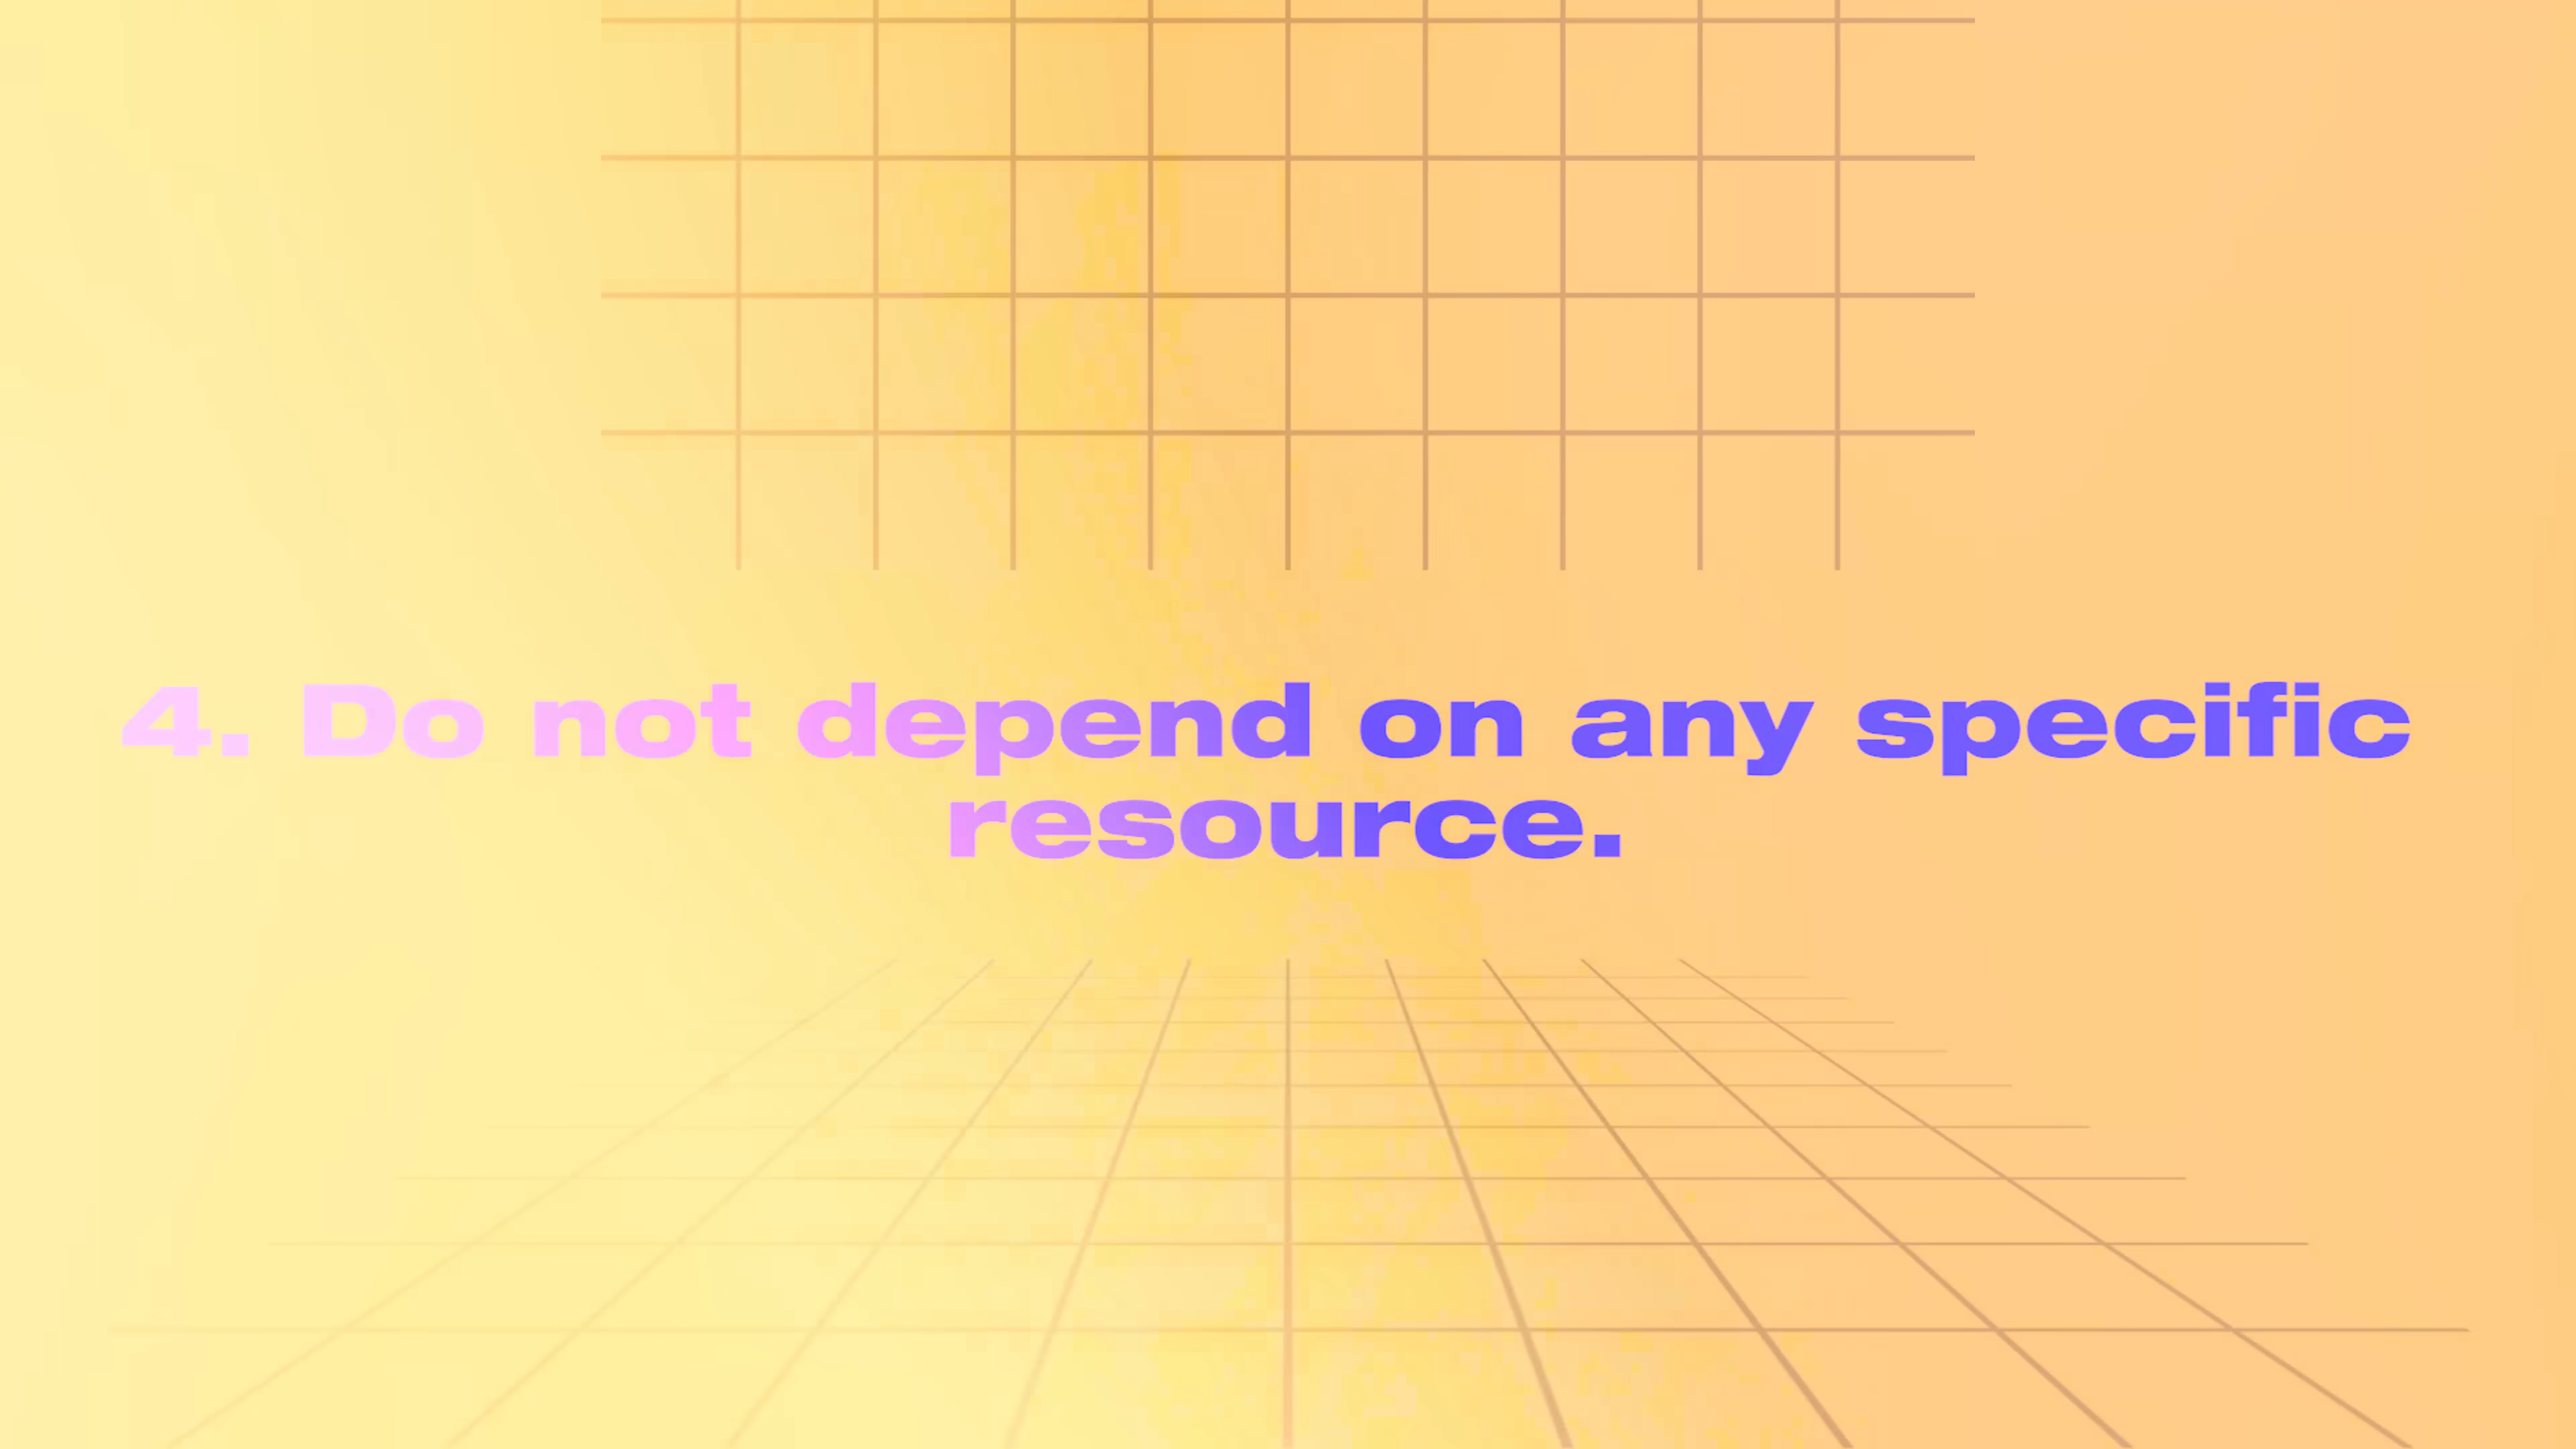 4. Do not depend on any specific
resource.